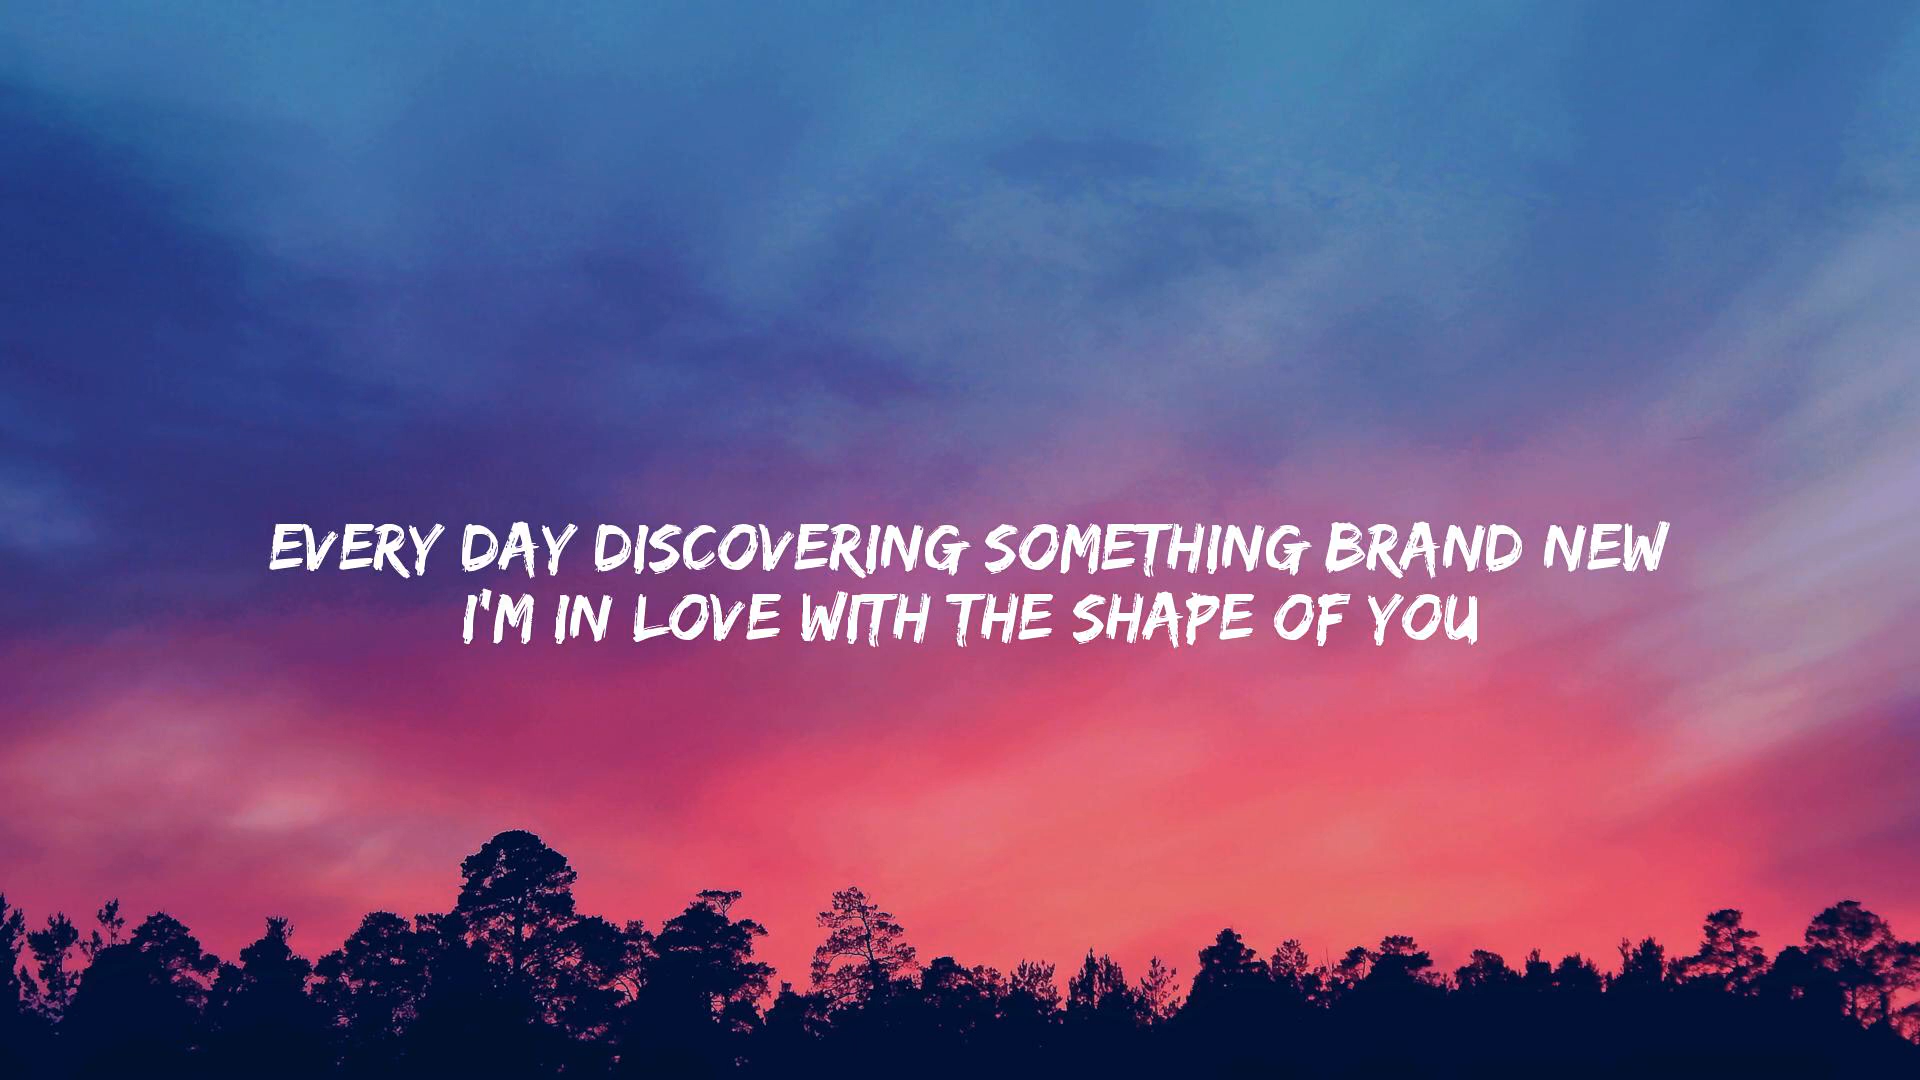 EVERY DAY DISCOVERING SOMETHING BRAND NEW
I'M IN LOVE WITH THE SHAPE OF YOU